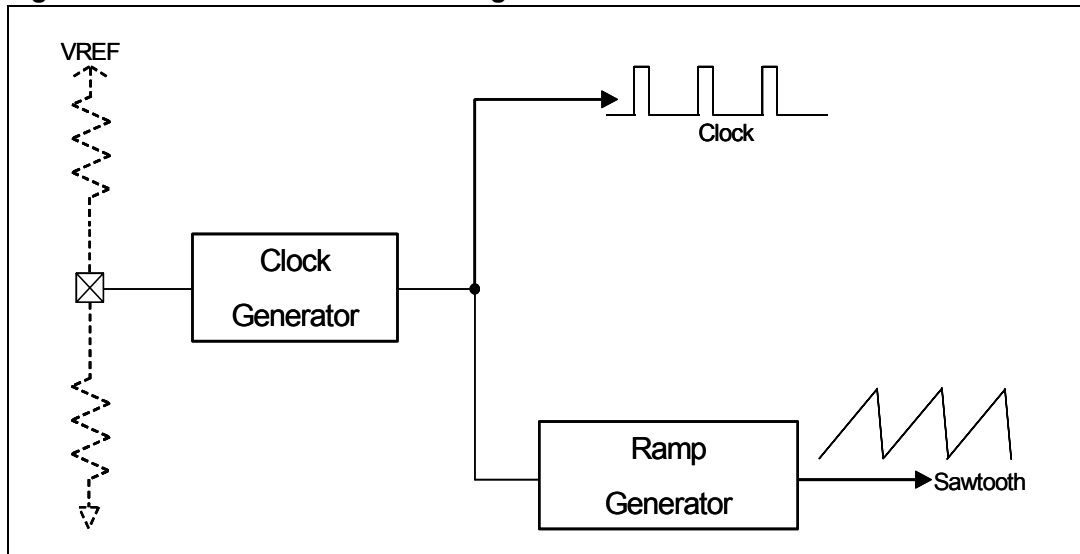 VREF
Clock
Clock
Generator
Ramp
Generator
Sawtooth